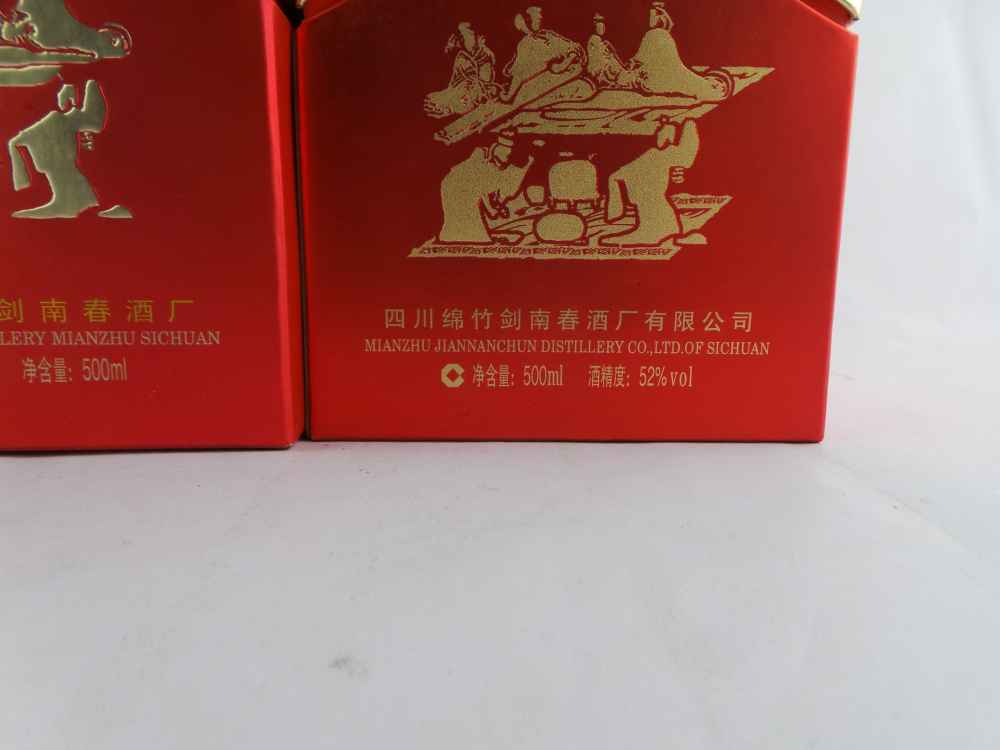 剑南春酒厂
LERY MIANZHU SICHUAN
净含量: 500ml
四川绵竹剑南春酒厂有限公司
MIANZHU JIANNANCHUN DISTILLERY CO.,LTD.OF SICHUAN
净含量: 500ml 酒精度: 52%vol